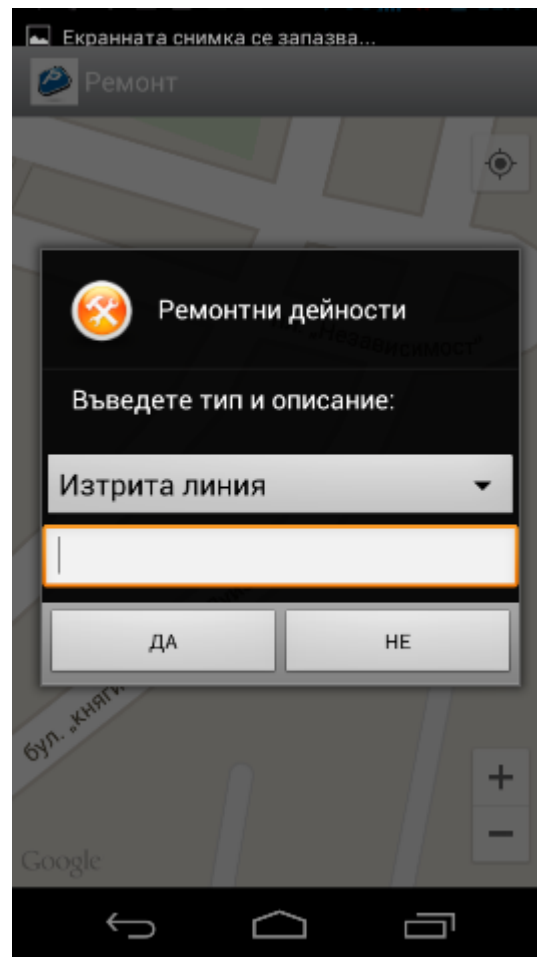 Екранната снимка се запазва...
Ремонт
Ремонтни дейности
„Независимост“
Въведете тип и описание:
Изтрита линия
ДА
НЕ
бул. „княги
+
−
Google